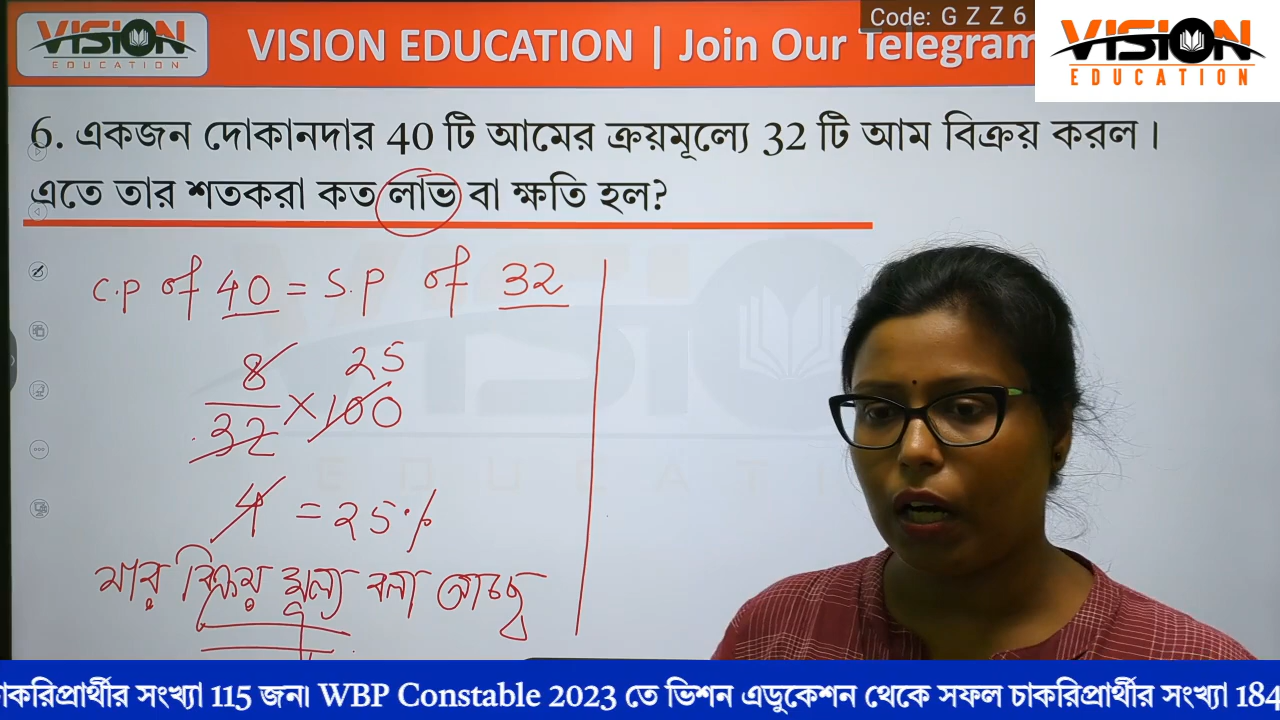 VISION
EDUCATION
VISION EDUCATION | Join Our Telegram
Code: G Z Z 6
VISION
EDUCATION
6. একজন দোকানদার 40 টি আমের ক্রয়মূল্যে 32 টি আম বিক্রয় করল।
এতে তার শতকরা কত লাভ বা ক্ষতি হল?
C.P of 40 = S.P of 32
8 25
32 × 100
4 = 25%
যার বিক্রয় মূল্য বলা আছে
চাকরিপ্রার্থীর সংখ্যা 115 জন। WBP Constable 2023 তে ভিশন এডুকেশন থেকে সফল চাকরিপ্রার্থীর সংখ্যা 184